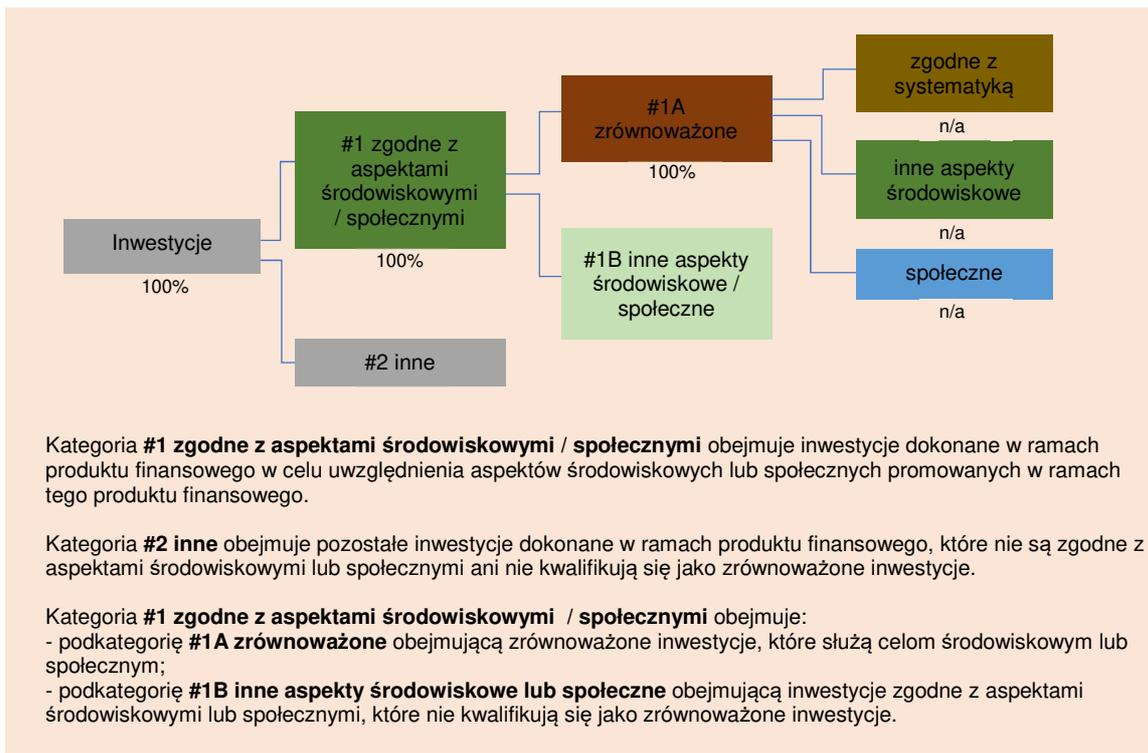 Inwestycje
100%
#1 zgodne z
aspektami
środowiskowymi
/ społecznymi
100%
#2 inne
#1A
zrównoważone
100%
#1B inne aspekty
środowiskowe /
społeczne
zgodne z
systematyką
n/a
inne aspekty
środowiskowe
n/a
społeczne
n/a
Kategoria #1 zgodne z aspektami środowiskowymi / społecznymi obejmuje inwestycje dokonane w ramach
produktu finansowego w celu uwzględnienia aspektów środowiskowych lub społecznych promowanych w ramach
tego produktu finansowego.
Kategoria #2 inne obejmuje pozostałe inwestycje dokonane w ramach produktu finansowego, które nie są zgodne z
aspektami środowiskowymi lub społecznymi ani nie kwalifikują się jako zrównoważone inwestycje.
Kategoria #1 zgodne z aspektami środowiskowymi / społecznymi obejmuje:
- podkategorię #1A zrównoważone obejmującą zrównoważone inwestycje, które służą celom środowiskowym lub
społecznym;
- podkategorię #1B inne aspekty środowiskowe lub społeczne obejmującą inwestycje zgodne z aspektami
środowiskowymi lub społecznymi, które nie kwalifikują się jako zrównoważone inwestycje.